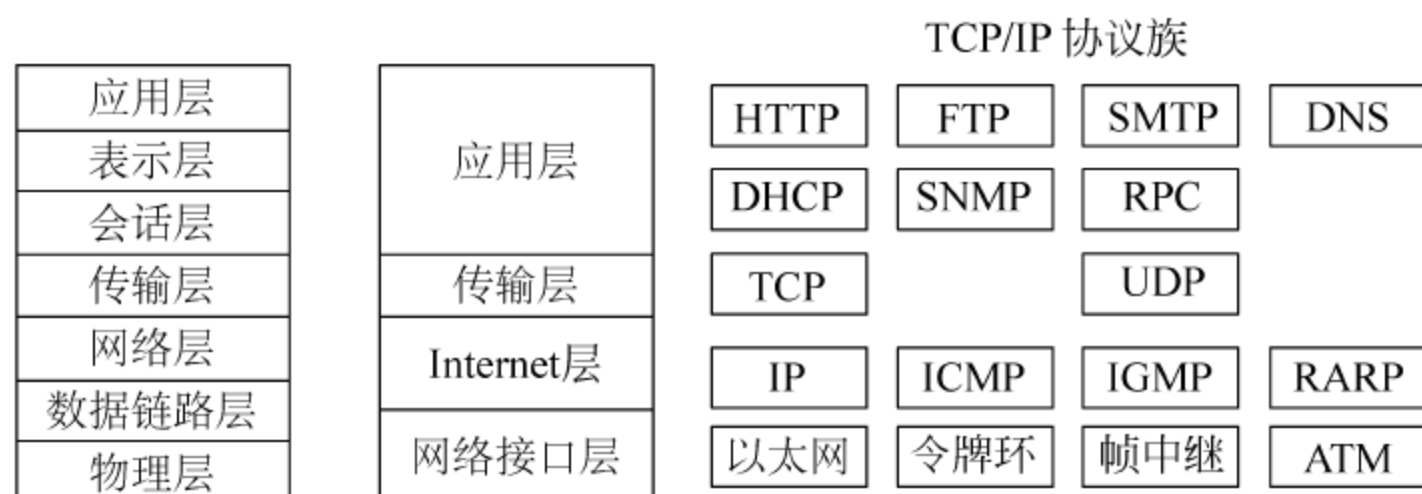 TCP/IP 协议族
应用层
表示层
会话层
传输层
网络层
数据链路层
物理层
应用层
传输层
Internet层
网络接口层
HTTP FTP SMTP DNS
DHCP SNMP RPC
TCP UDP
IP ICMP IGMP RARP
以太网 令牌环 帧中继 ATM